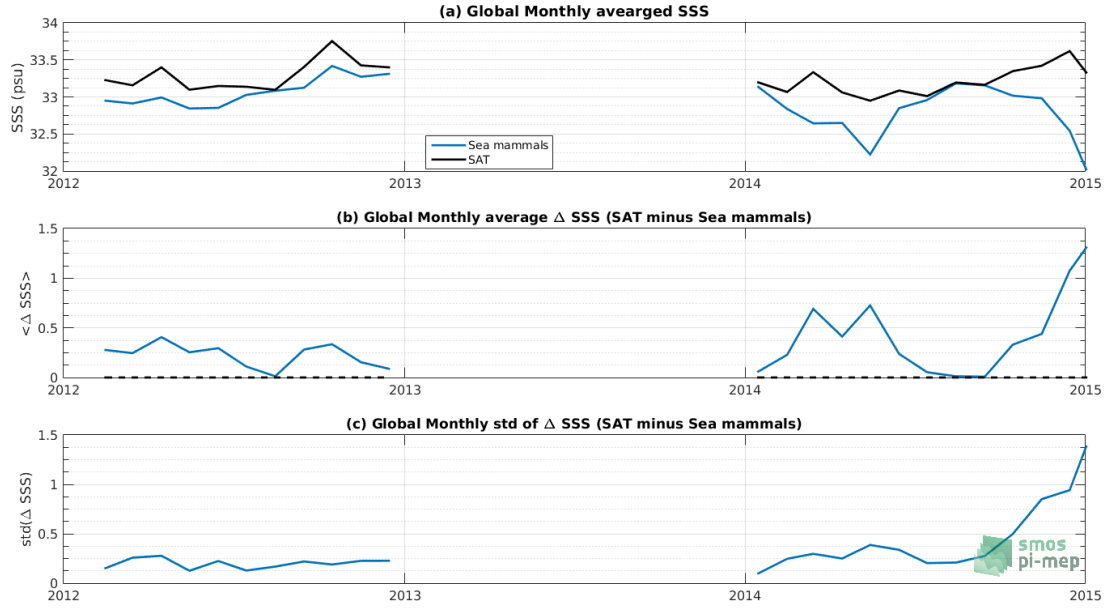 (a) Global Monthly avearged SSS
SSS (psu)
34
33.5
33
32.5
32
Sea mammals
SAT
2012
2013
2014
2015
(b) Global Monthly average Δ SSS (SAT minus Sea mammals)
<Δ SSS>
1.5
1
0.5
0
2012
2013
2014
2015
(c) Global Monthly std of Δ SSS (SAT minus Sea mammals)
std(Δ SSS)
1.5
1
0.5
0
smos
pi-mep
2012
2013
2014
2015